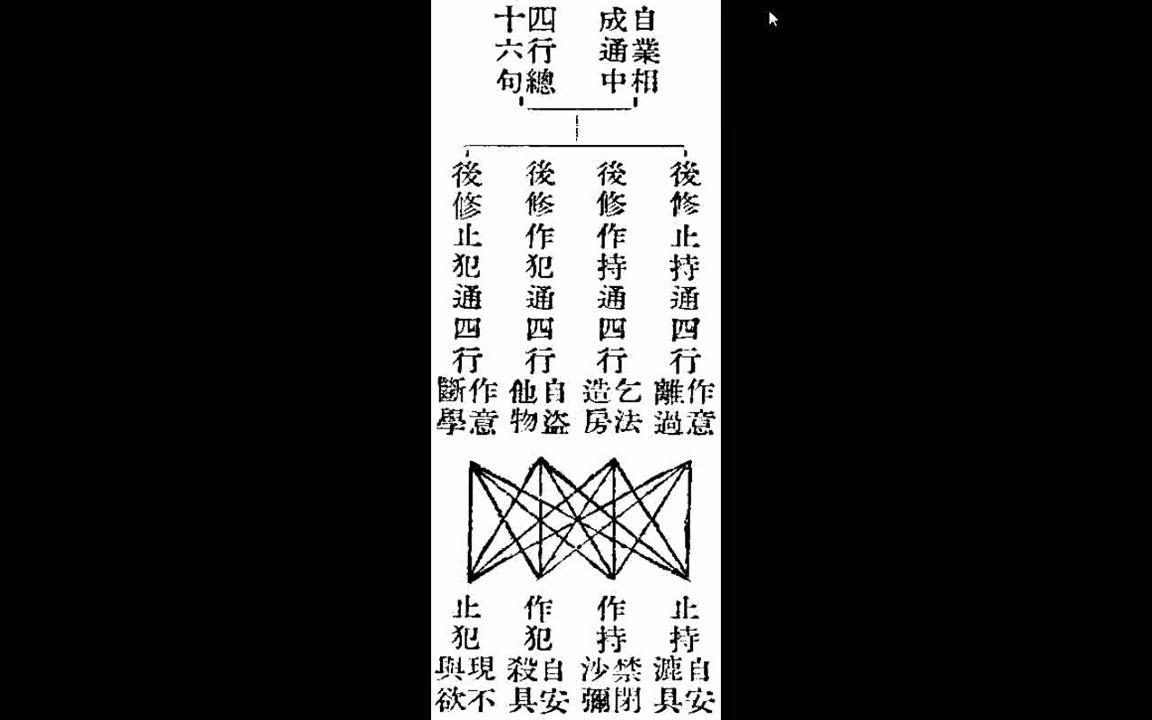 自業相
成通中
四行總
十六句
後修止持通四行
作意
離過
後修作持通四行
乞法
造房
後修作犯通四行
自盜
他物
後修止犯通四行
作意
斷學
止持
自安
漉具
作持
禁閉
沙彌
作犯
自安
殺具
止犯
現不
與欲